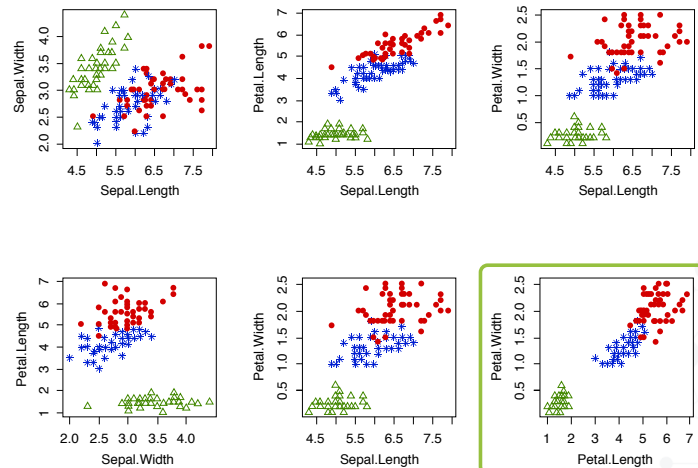 Sepal.Width
2.0 2.5 3.0 3.5 4.0
4.5 5.5 6.5 7.5
Sepal.Length
Petal.Length
1 2 3 4 5 6 7
4.5 5.5 6.5 7.5
Sepal.Length
Petal.Width
0.5 1.0 1.5 2.0 2.5
4.5 5.5 6.5 7.5
Sepal.Length
Petal.Length
1 2 3 4 5 6 7
2.0 2.5 3.0 3.5 4.0
Sepal.Width
Petal.Width
0.5 1.0 1.5 2.0 2.5
4.5 5.5 6.5 7.5
Sepal.Length
Petal.Width
0.5 1.0 1.5 2.0 2.5
1 2 3 4 5 6 7
Petal.Length